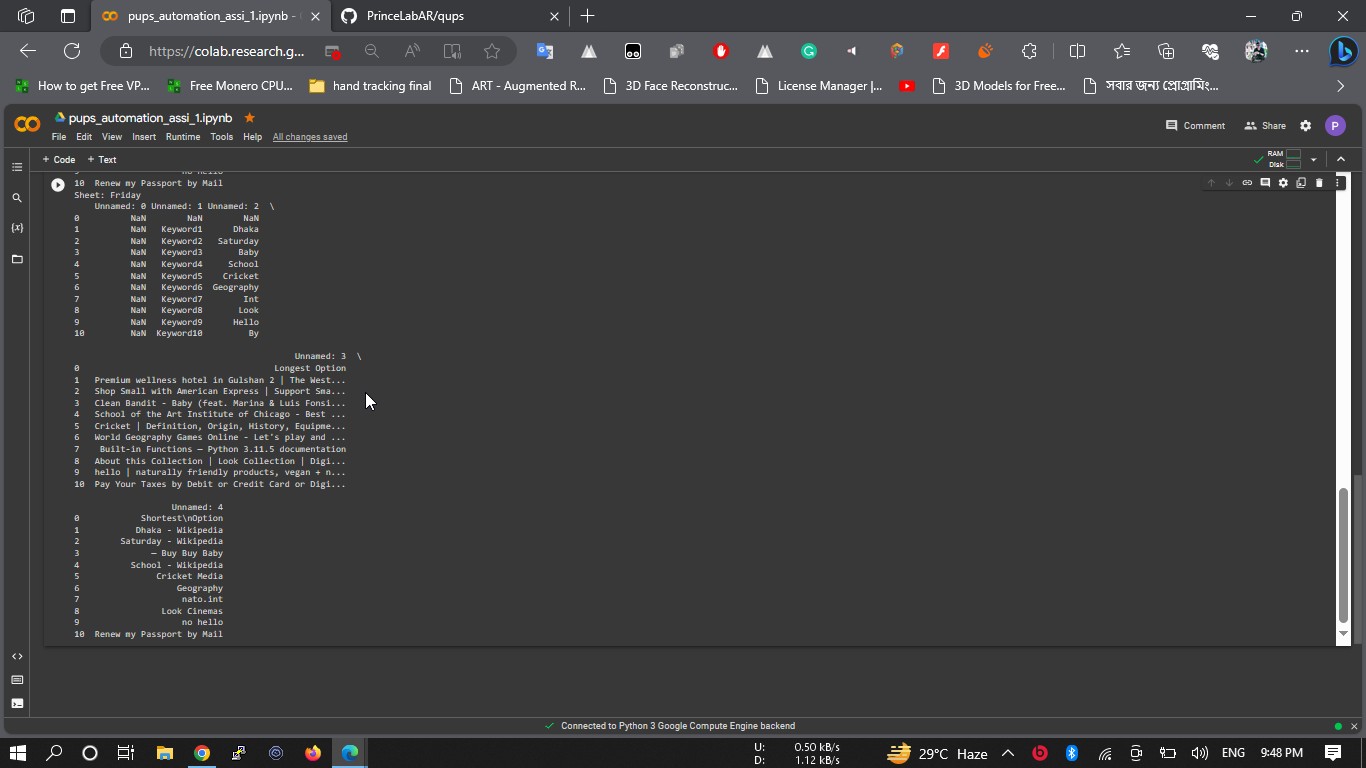 pups_automation_assi_1.ipynb -
PrinceLabAR/qups
https://colab.research.g...
How to get Free VP...
Free Monero CPU...
hand tracking final
ART - Augmented R...
3D Face Reconstruc...
License Manager |...
3D Models for Free...
সবার জন্য প্রোগ্রামিং...
pups_automation_assi_1.ipynb
File Edit View Insert Runtime Tools Help All changes saved
Comment
Share
P
+ Code + Text
RAM
Disk
9 no hello
10 Renew my Passport by Mail
Sheet: Friday
Unnamed: 0 Unnamed: 1 Unnamed: 2 \
0 NaN NaN NaN
1 NaN Keyword1 Dhaka
2 NaN Keyword2 Saturday
3 NaN Keyword3 Baby
4 NaN Keyword4 School
5 NaN Keyword5 Cricket
6 NaN Keyword6 Geography
7 NaN Keyword7 Int
8 NaN Keyword8 Look
9 NaN Keyword9 Hello
10 NaN Keyword10 By
Unnamed: 3 \
0 Longest Option
1 Premium wellness hotel in Gulshan 2 | The West...
2 Shop Small with American Express | Support Sma...
3 Clean Bandit - Baby (feat. Marina & Luis Fonsi...
4 School of the Art Institute of Chicago - Best ...
5 Cricket | Definition, Origin, History, Equipme...
6 World Geography Games Online - Let's play and ...
7 Built-in Functions — Python 3.11.5 documentation
8 About this Collection | Look Collection | Digi...
9 hello | naturally friendly products, vegan + n...
10 Pay Your Taxes by Debit or Credit Card or Digi...
Unnamed: 4
0 Shortest\nOption
1 Dhaka - Wikipedia
2 Saturday - Wikipedia
3 — Buy Buy Baby
4 School - Wikipedia
5 Cricket Media
6 Geography
7 nato.int
8 Look Cinemas
9 no hello
10 Renew my Passport by Mail
Connected to Python 3 Google Compute Engine backend
U: 0.50 kB/s
D: 1.12 kB/s
29°C Haze
ENG
9:48 PM